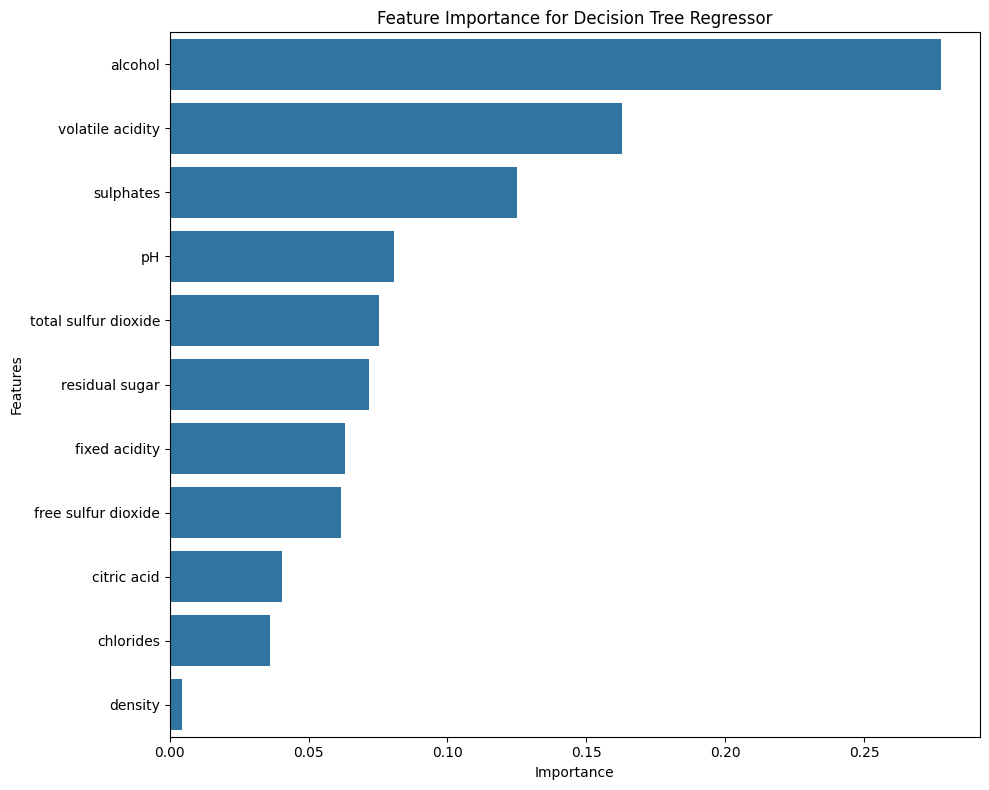 Feature Importance for Decision Tree Regressor
alcohol
volatile acidity
sulphates
pH
total sulfur dioxide
residual sugar
fixed acidity
free sulfur dioxide
citric acid
chlorides
density
Features
0.00 0.05 0.10 0.15 0.20 0.25
Importance